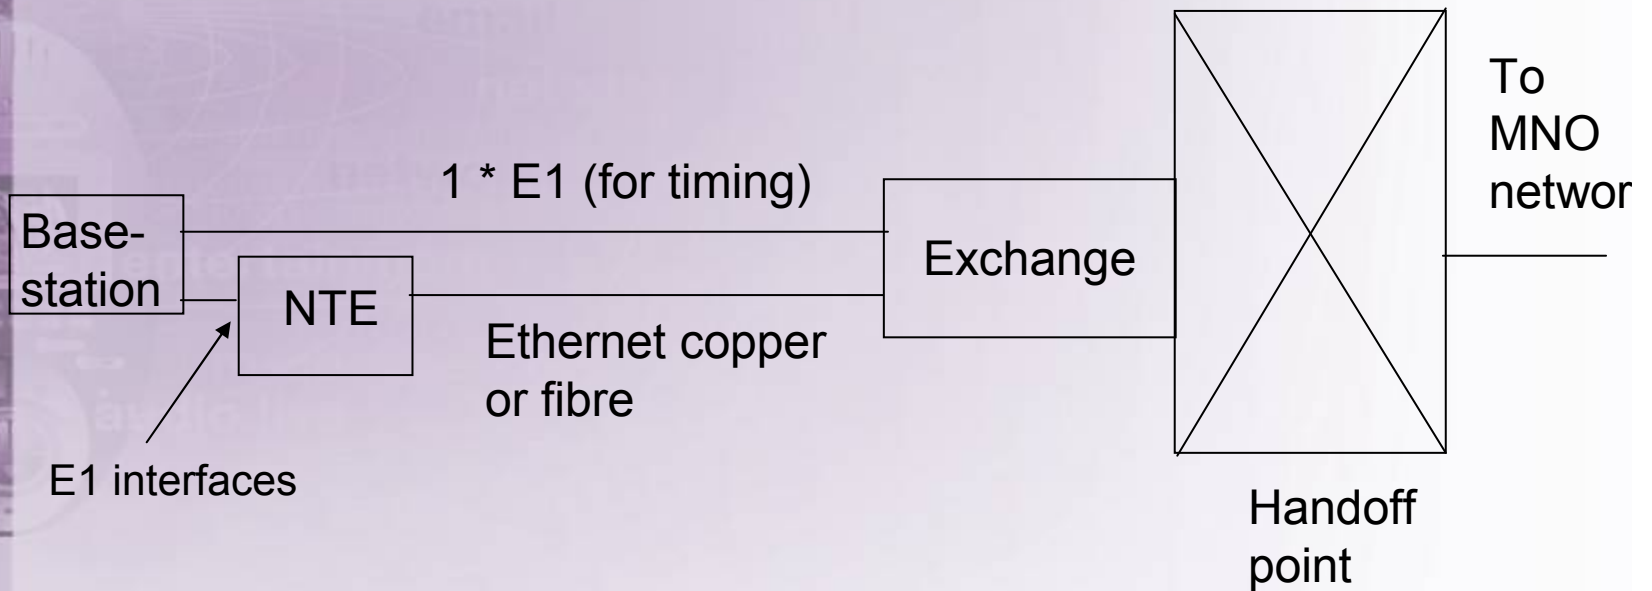 To
MNO
networ
1 * E1 (for timing)
Base-
station
Exchange
NTE
Ethernet copper
or fibre
E1 interfaces
Handoff
point